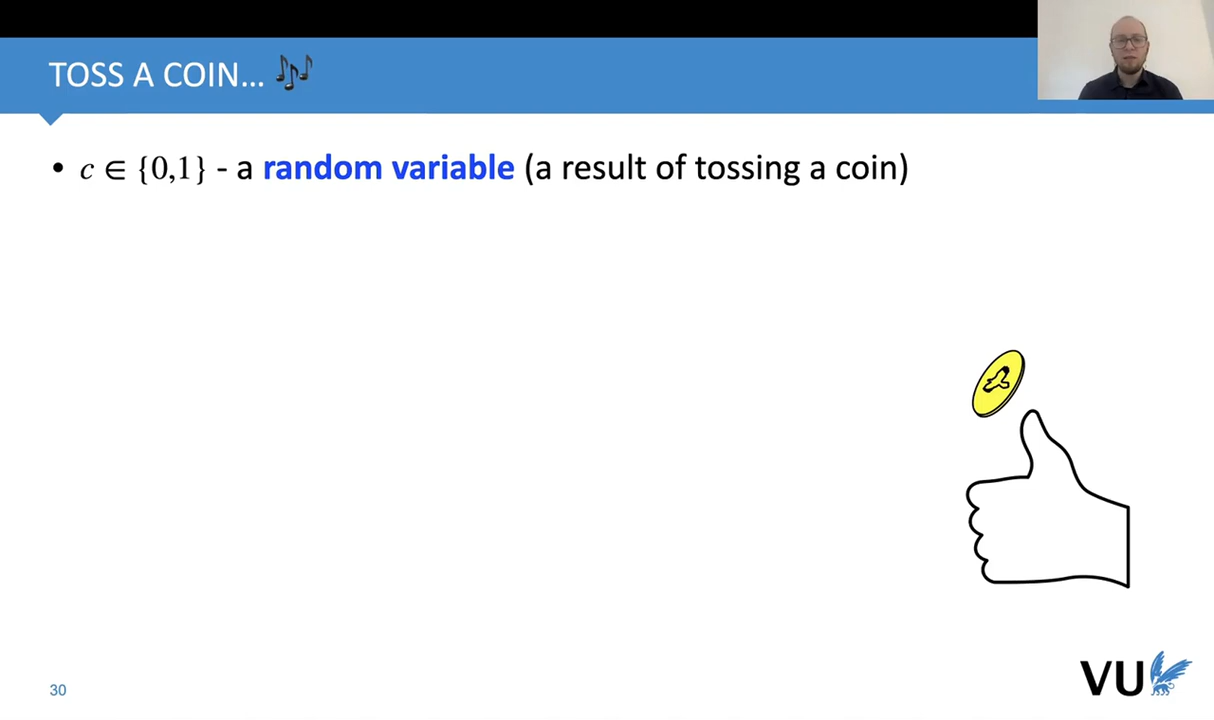 TOSS A COIN… 🎶
• c ∈ {0,1} - a random variable (a result of tossing a coin)
30
VU